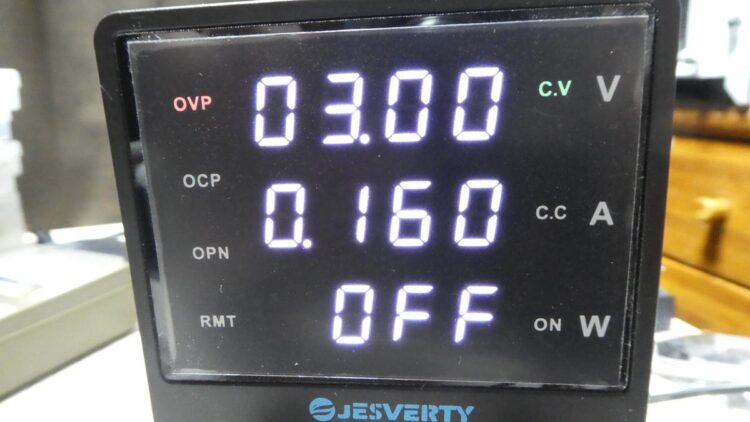 OVP 03.00 C.V V
OCP 0.160 C.C A
OPN
RMT OFF ON W
JESVERTY